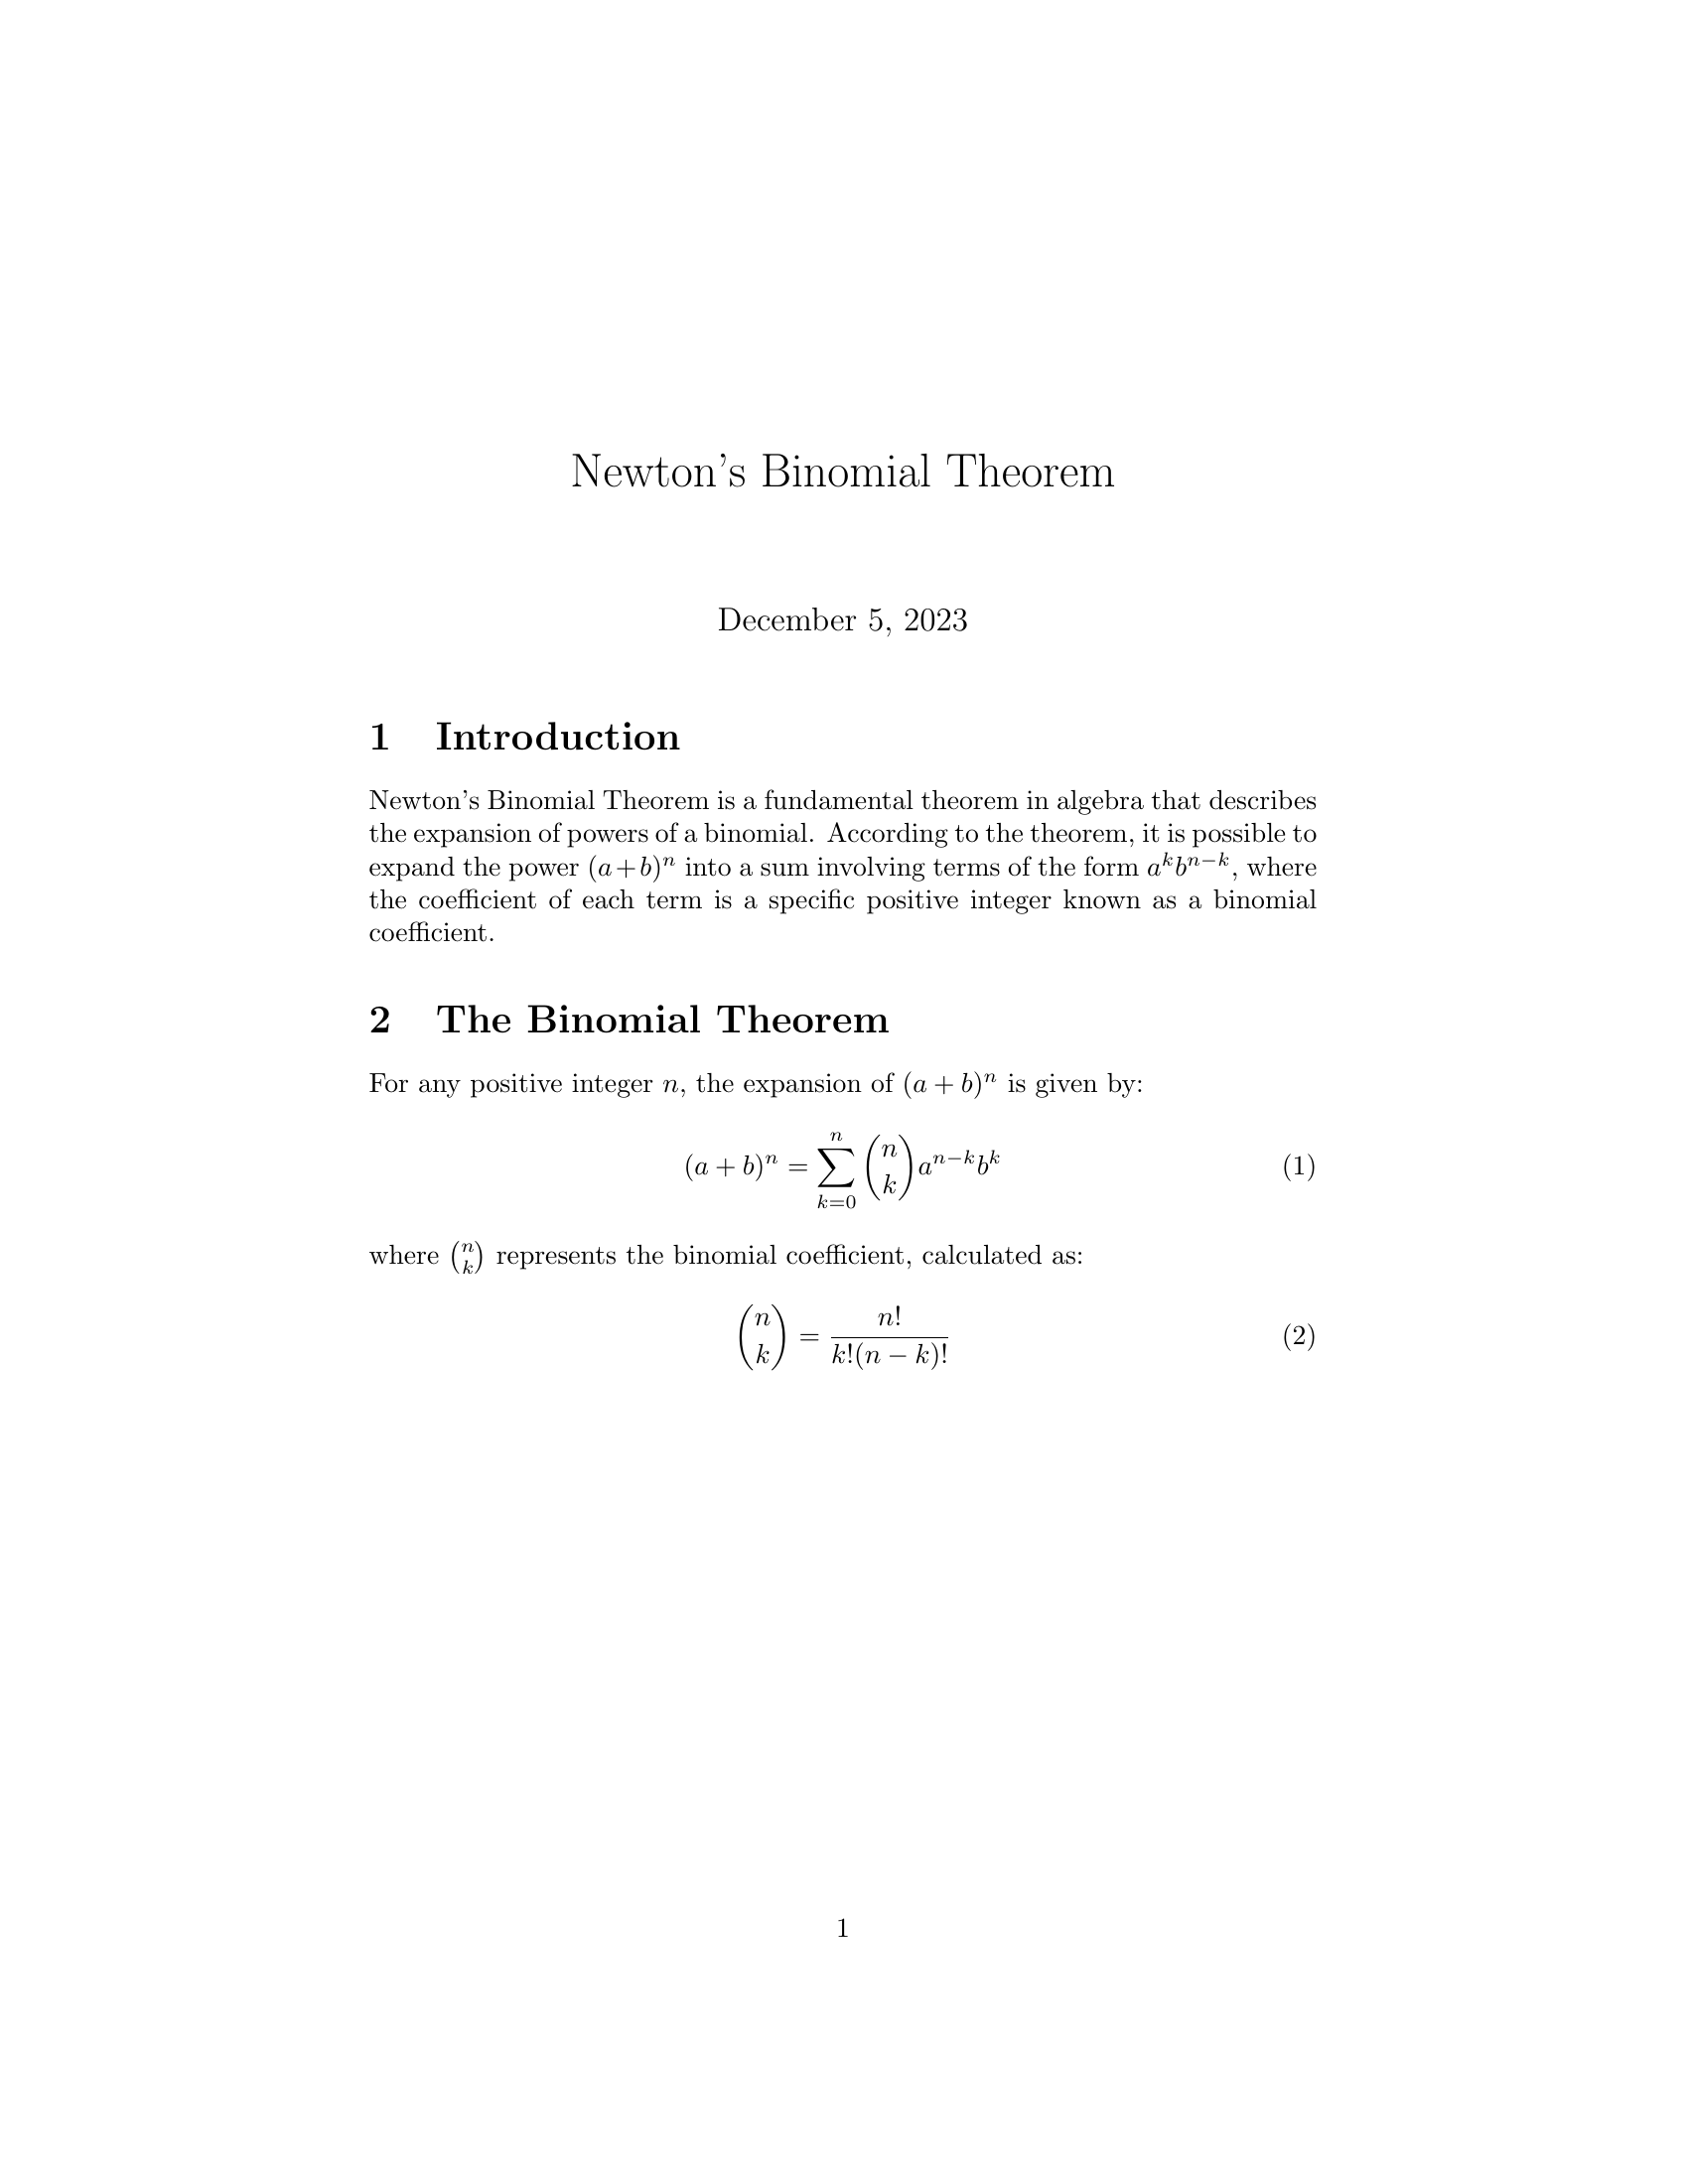 Newton's Binomial Theorem
December 5, 2023
1 Introduction
Newton's Binomial Theorem is a fundamental theorem in algebra that describes
the expansion of powers of a binomial. According to the theorem, it is possible to
expand the power $(a+b)^n$ into a sum involving terms of the form $a^k b^{n-k}$, where
the coefficient of each term is a specific positive integer known as a binomial
coefficient.
2 The Binomial Theorem
For any positive integer $n$, the expansion of $(a + b)^n$ is given by:
$(a + b)^n = \sum_{k=0}^{n} \binom{n}{k} a^{n-k} b^k$ (1)
where $\binom{n}{k}$ represents the binomial coefficient, calculated as:
$\binom{n}{k} = \frac{n!}{k!(n-k)!}$ (2)
1